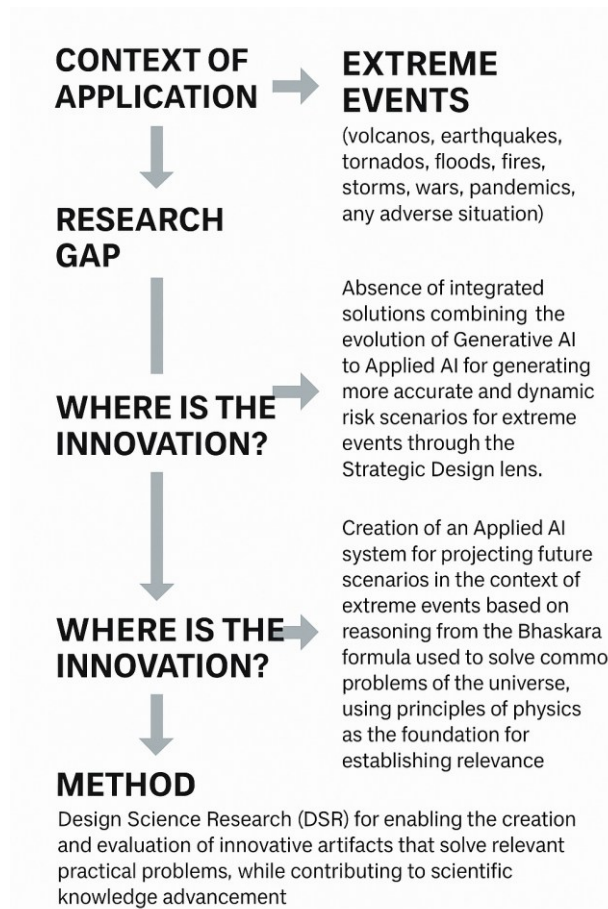 CONTEXT OF
APPLICATION
EXTREME
EVENTS
(volcanos, earthquakes,
tornados, floods, fires,
storms, wars, pandemics,
any adverse situation)
RESEARCH
GAP
Absence of integrated
solutions combining the
evolution of Generative AI
to Applied AI for generating
more accurate and dynamic
risk scenarios for extreme
events through the
Strategic Design lens.
WHERE IS THE
INNOVATION?
Creation of an Applied AI
system for projecting future
scenarios in the context of
extreme events based on
reasoning from the Bhaskara
formula used to solve commo
problems of the universe,
using principles of physics
as the foundation for
establishing relevance
WHERE IS THE
INNOVATION?
METHOD
Design Science Research (DSR) for enabling the creation
and evaluation of innovative artifacts that solve relevant
practical problems, while contributing to scientific
knowledge advancement